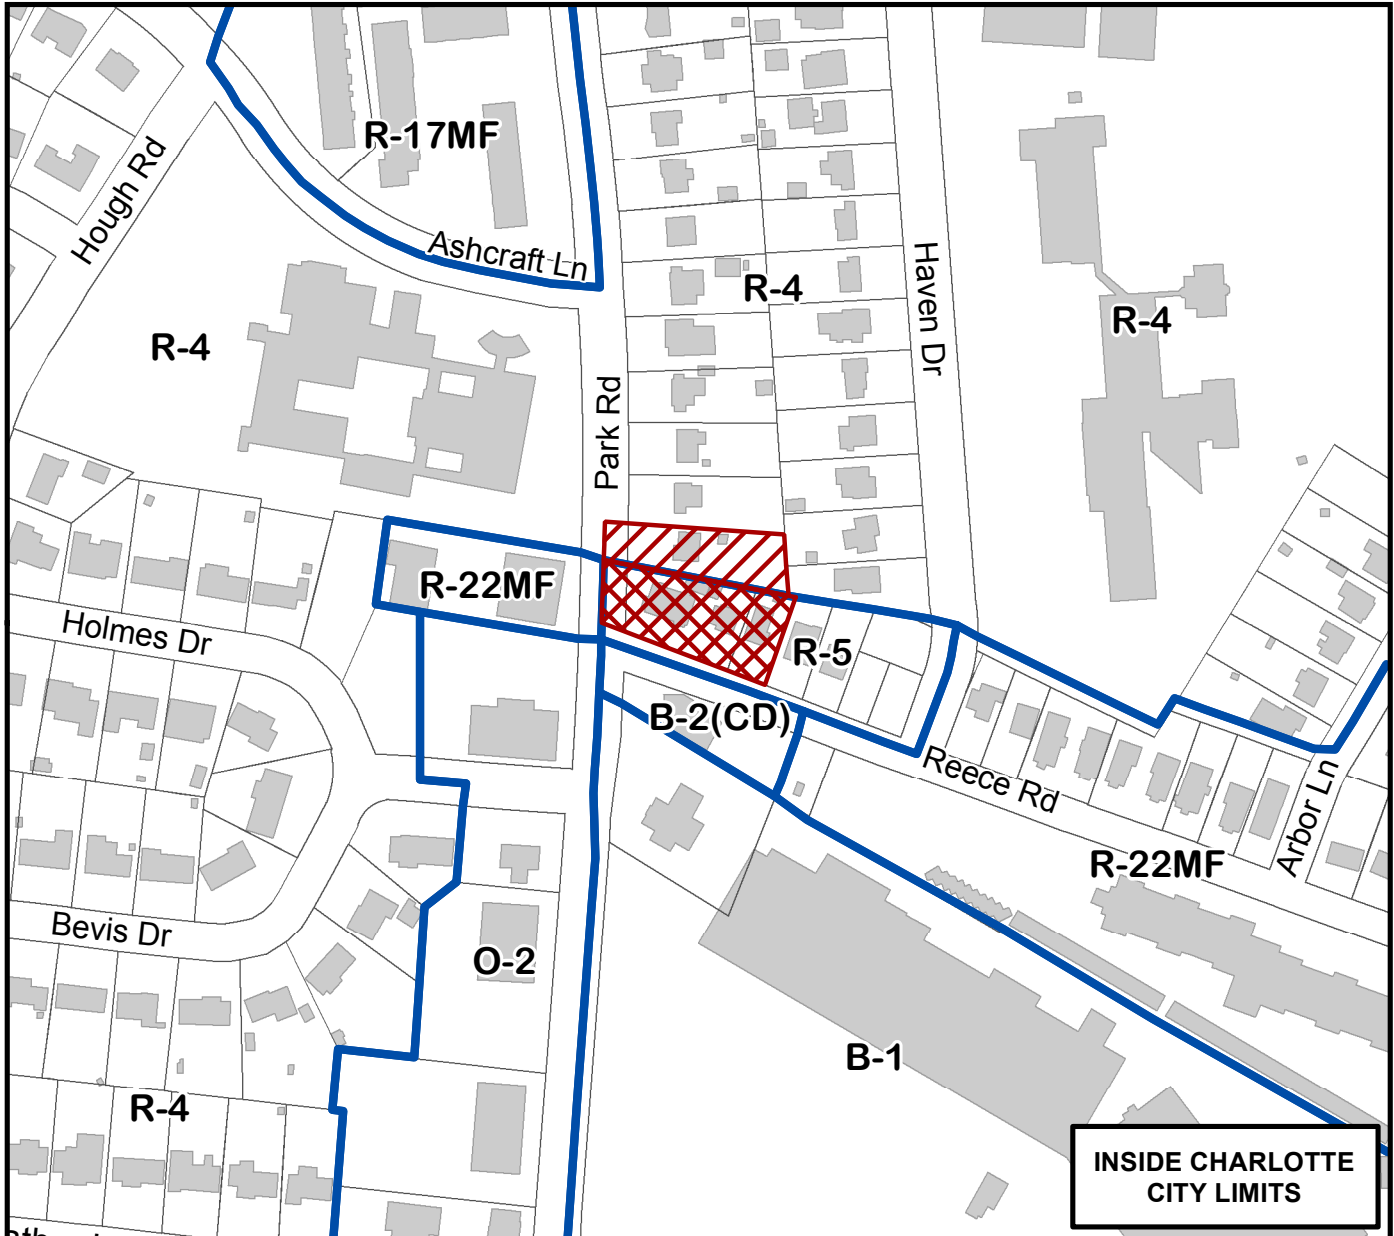 R-17MF
Hough Rd
Ashcraft Ln
R-4
Haven Dr
R-4
R-4
Park Rd
R-22MF
Holmes Dr
R-5
B-2(CD)
Reece Rd
Arbor Ln
R-22MF
Bevis Dr
O-2
B-1
R-4
INSIDE CHARLOTTE
CITY LIMITS